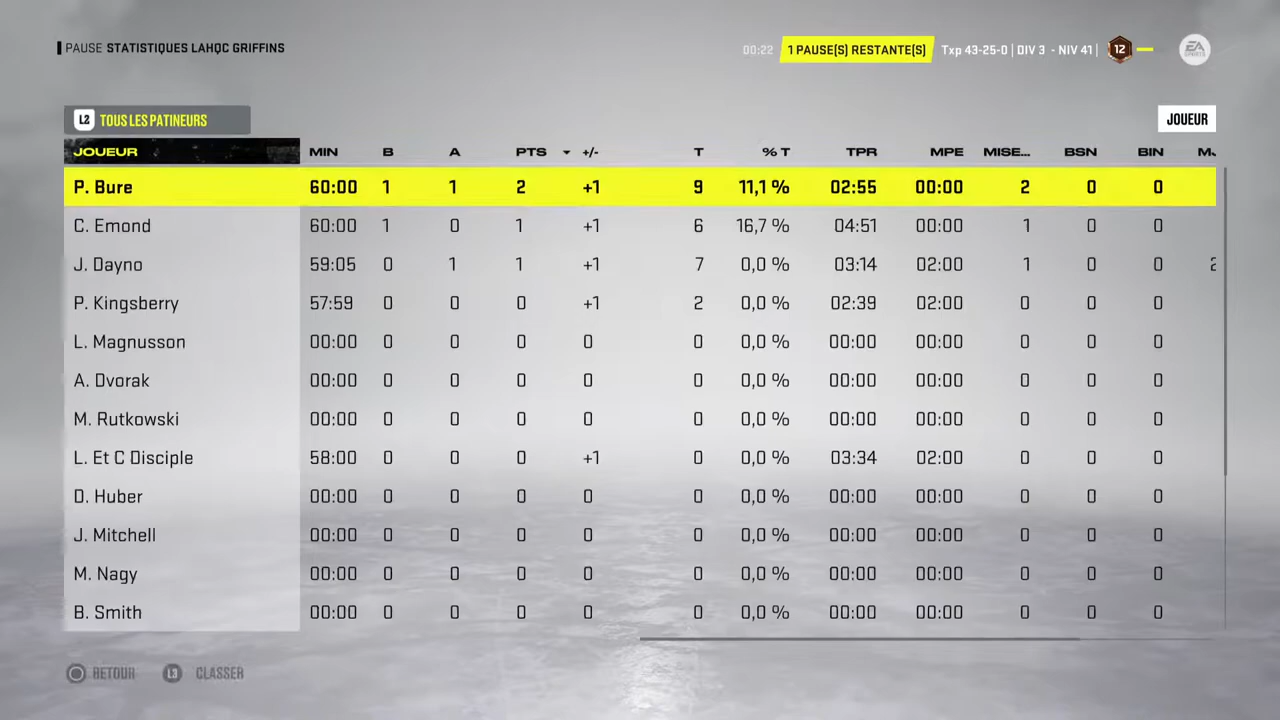 PAUSE STATISTIQUES LAHQC GRIFFINS
00:22 1 PAUSE(S) RESTANTE(S) Txp 43-25-0 | DIV 3 - NIV 41 | 12 EA SPORTS
L2 TOUS LES PATINEURS JOUEUR
JOUEUR MIN B A PTS +/- T % T TPR MPE MISE... BSN BIN
P. Bure 60:00 1 1 2 +1 9 11,1 % 02:55 00:00 2 0 0
C. Emond 60:00 1 0 1 +1 6 16,7 % 04:51 00:00 1 0 0
J. Dayno 59:05 0 1 1 +1 7 0,0 % 03:14 02:00 1 0 0 2
P. Kingsberry 57:59 0 0 0 +1 2 0,0 % 02:39 02:00 0 0 0
L. Magnusson 00:00 0 0 0 0 0 0,0 % 00:00 00:00 0 0 0
A. Dvorak 00:00 0 0 0 0 0 0,0 % 00:00 00:00 0 0 0
M. Rutkowski 00:00 0 0 0 0 0 0,0 % 00:00 00:00 0 0 0
L. Et C Disciple 58:00 0 0 0 +1 0 0,0 % 03:34 02:00 0 0 0
D. Huber 00:00 0 0 0 0 0 0,0 % 00:00 00:00 0 0 0
J. Mitchell 00:00 0 0 0 0 0 0,0 % 00:00 00:00 0 0 0
M. Nagy 00:00 0 0 0 0 0 0,0 % 00:00 00:00 0 0 0
B. Smith 00:00 0 0 0 0 0 0,0 % 00:00 00:00 0 0 0
RETOUR L3 CLASSER